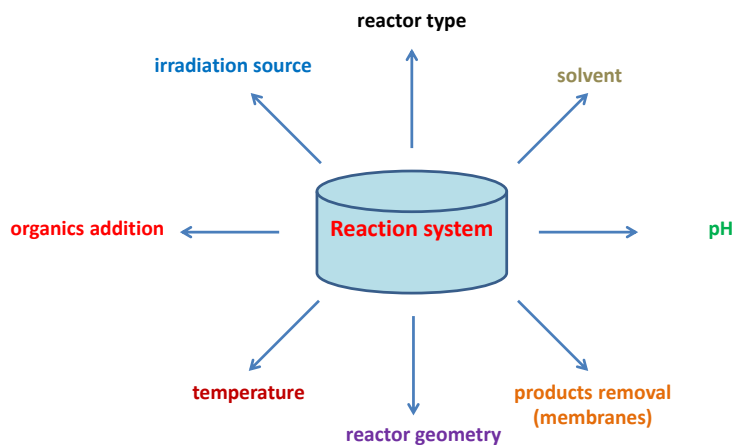 reactor type
irradiation source
solvent
organics addition
Reaction system
pH
temperature
products removal
(membranes)
reactor geometry